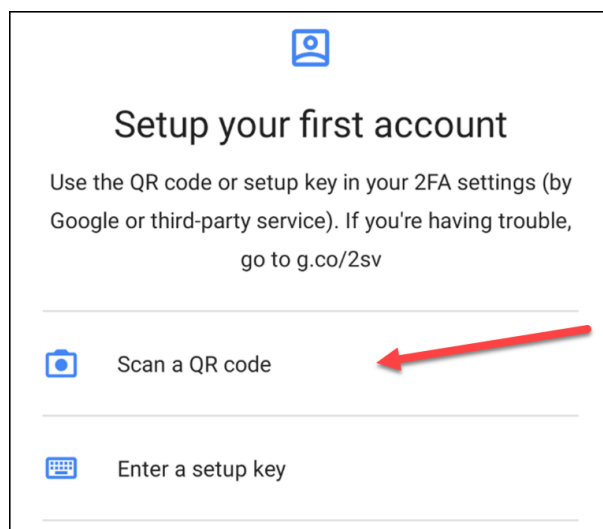 Setup your first account
Use the QR code or setup key in your 2FA settings (by
Google or third-party service). If you're having trouble,
go to g.co/2sv
Scan a QR code
Enter a setup key